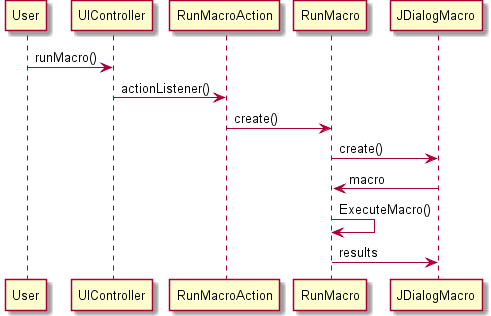 User UIController RunMacroAction RunMacro JDialogMacro
runMacro()
actionListener()
create()
create()
macro
ExecuteMacro()
results
User UIController RunMacroAction RunMacro JDialogMacro